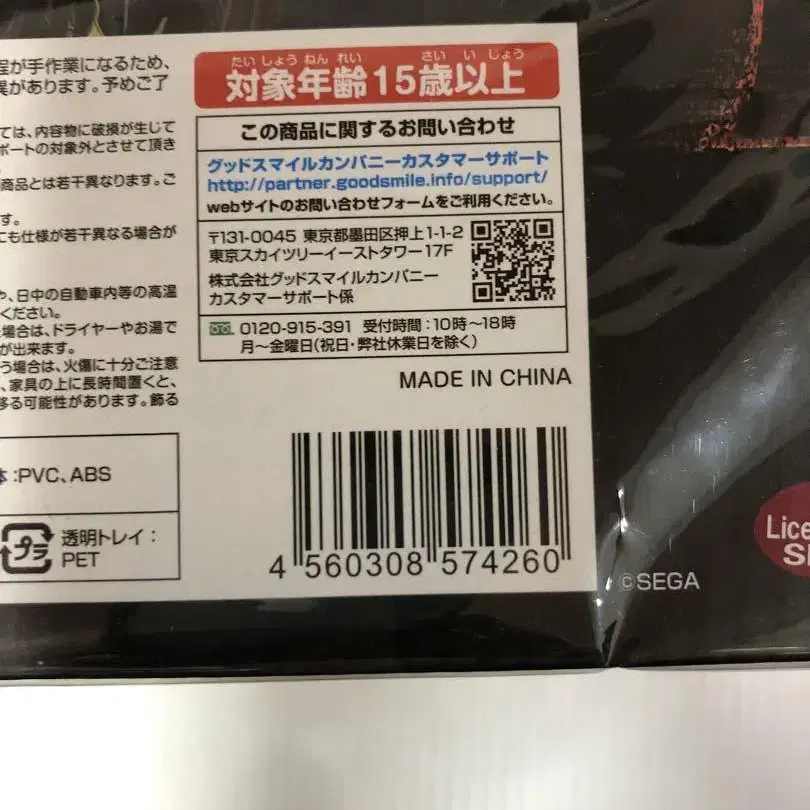 程が手作業になるため、
異があります。予めご了
ては、内容物に破損が生じて
ポートの対象外とさせて頂き
商品とは若干異なります。ご
す。
にも仕様が若干異なる場合が
や、日中の自動車内等の高温
ください。
場合は、ドライヤーやお湯で
が出来ます。
う場合は、火傷に十分ご注意
、家具の上に長時間置くと、
移る可能性があります。飾る
体:PVC、ABS
プラ
透明トレイ:
PET
たいしょうねんれい さいいじょう
対象年齢15歳以上
この商品に関するお問い合わせ
グッドスマイルカンパニーカスタマーサポート
http://partner.goodsmile.info/support/
webサイトのお問い合わせフォームをご利用ください。
〒131-0045 東京都墨田区押上1-1-2
東京スカイツリーイーストタワー17F
株式会社グッドスマイルカンパニー
カスタマーサポート係
0120-915-391 受付時間:10時〜18時
月〜金曜日(祝日・弊社休業日を除く)
MADE IN CHINA
4 560308 574260
©SEGA
Lice
SE